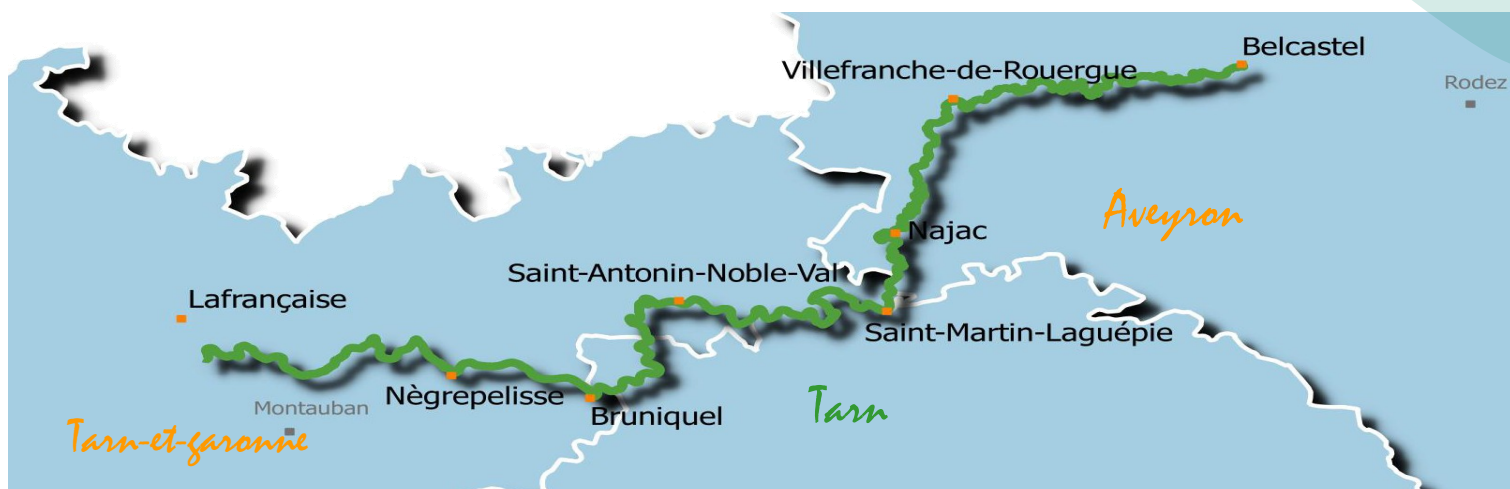 Belcastel
Villefranche-de-Rouergue
Rodez
Aveyron
Najac
Saint-Antonin-Noble-Val
Lafrançaise
Saint-Martin-Laguépie
Nègrepelisse
Montauban
Bruniquel
Tarn
Tarn-et-garonne